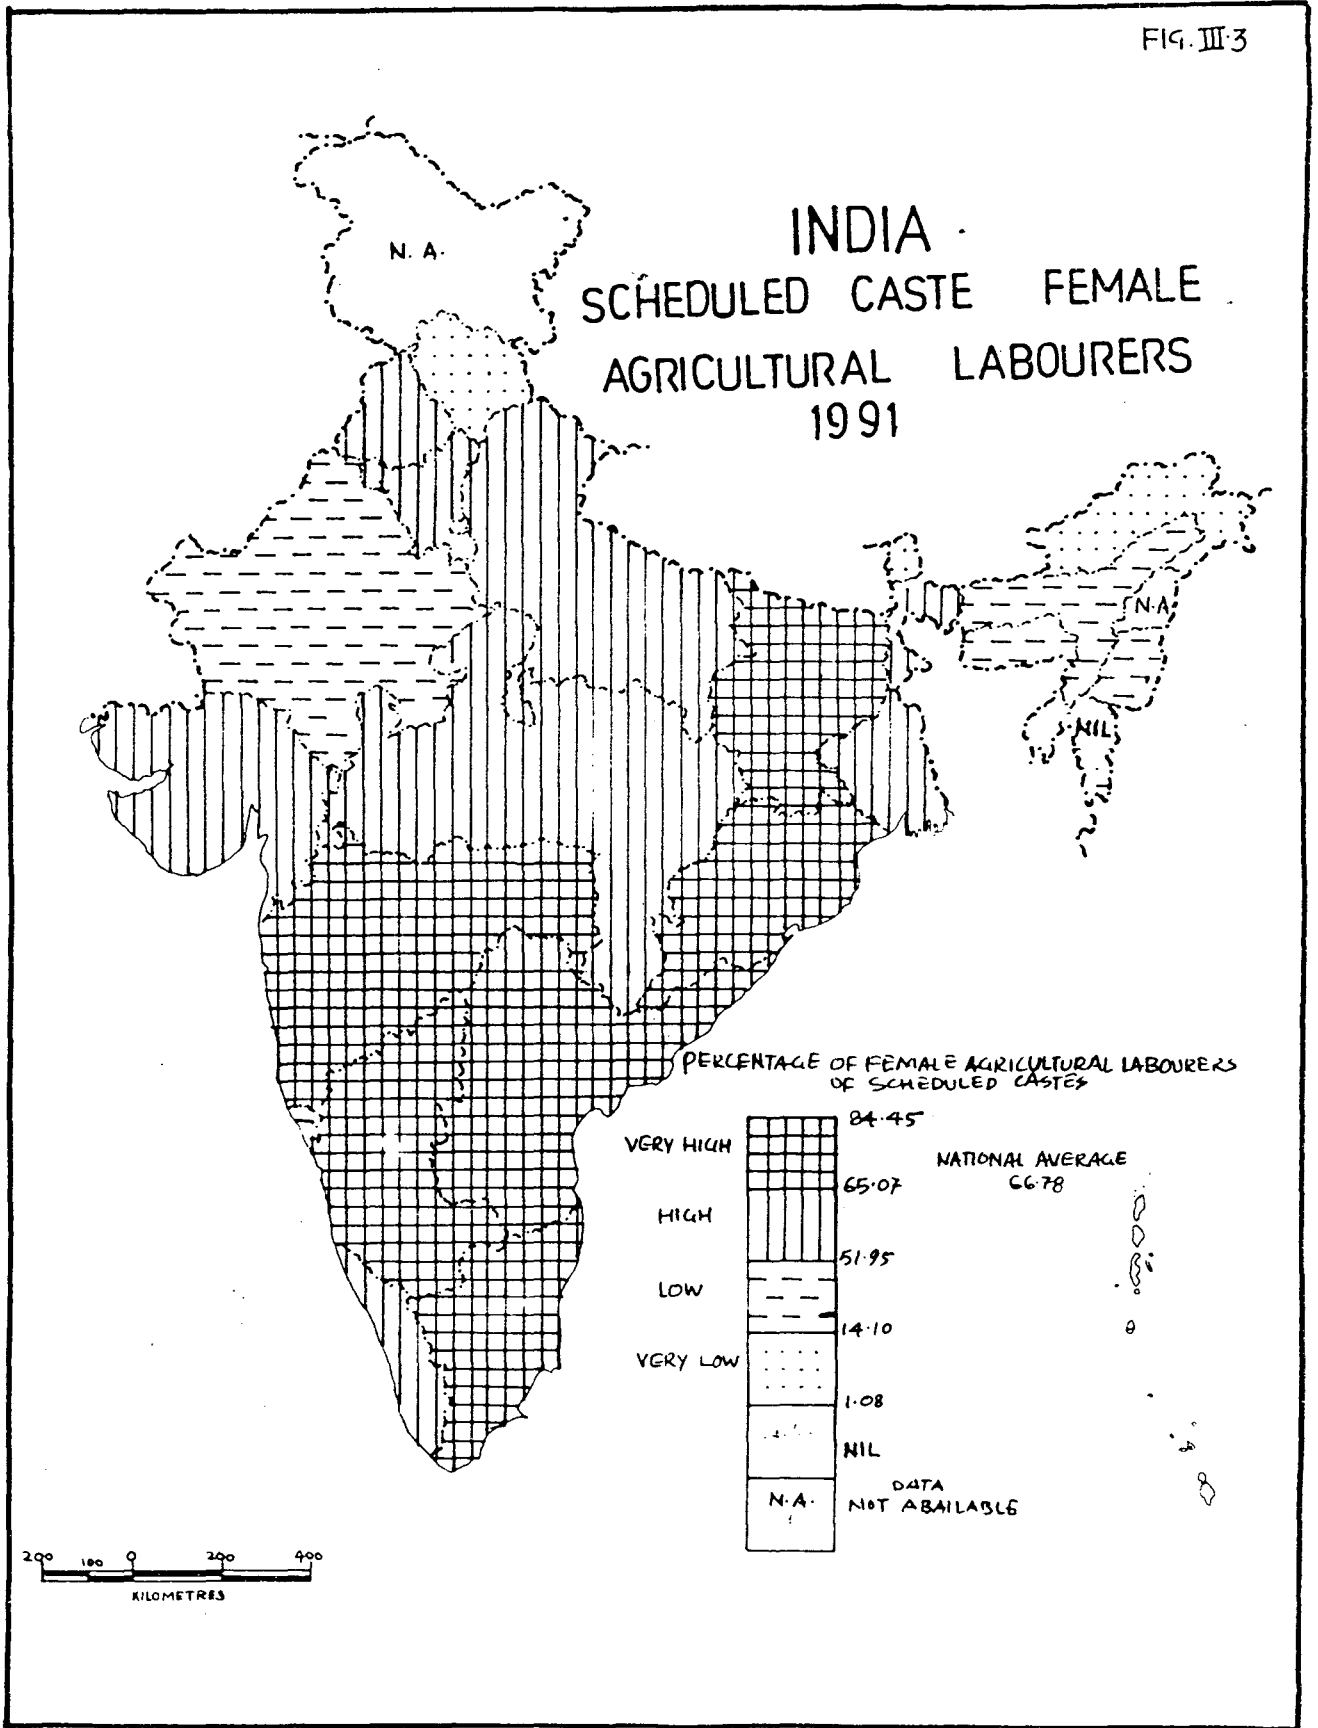 FIG. III.3
INDIA
SCHEDULED CASTE FEMALE
AGRICULTURAL LABOURERS
1991
N. A.
N.A
NIL
PERCENTAGE OF FEMALE AGRICULTURAL LABOURERS
OF SCHEDULED CASTES
VERY HIGH
84.45
NATIONAL AVERAGE
66.78
65.07
HIGH
51.95
LOW
14.10
VERY LOW
1.08
NIL
N.A.
DATA
NOT ABAILABLE
200 100 0 200 400
KILOMETRES